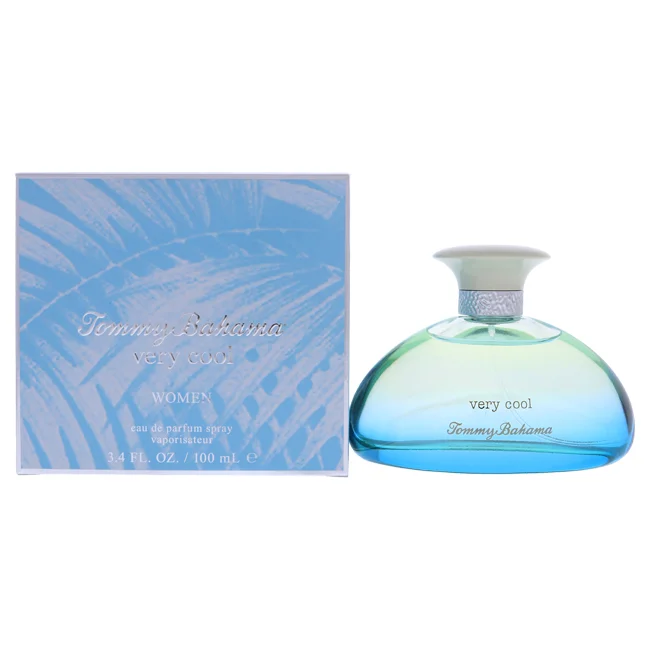 Tommy Bahama
very cool
WOMEN
eau de parfum spray
vaporisateur
3.4 FL. OZ. / 100 mL ℮
very cool
Tommy Bahama